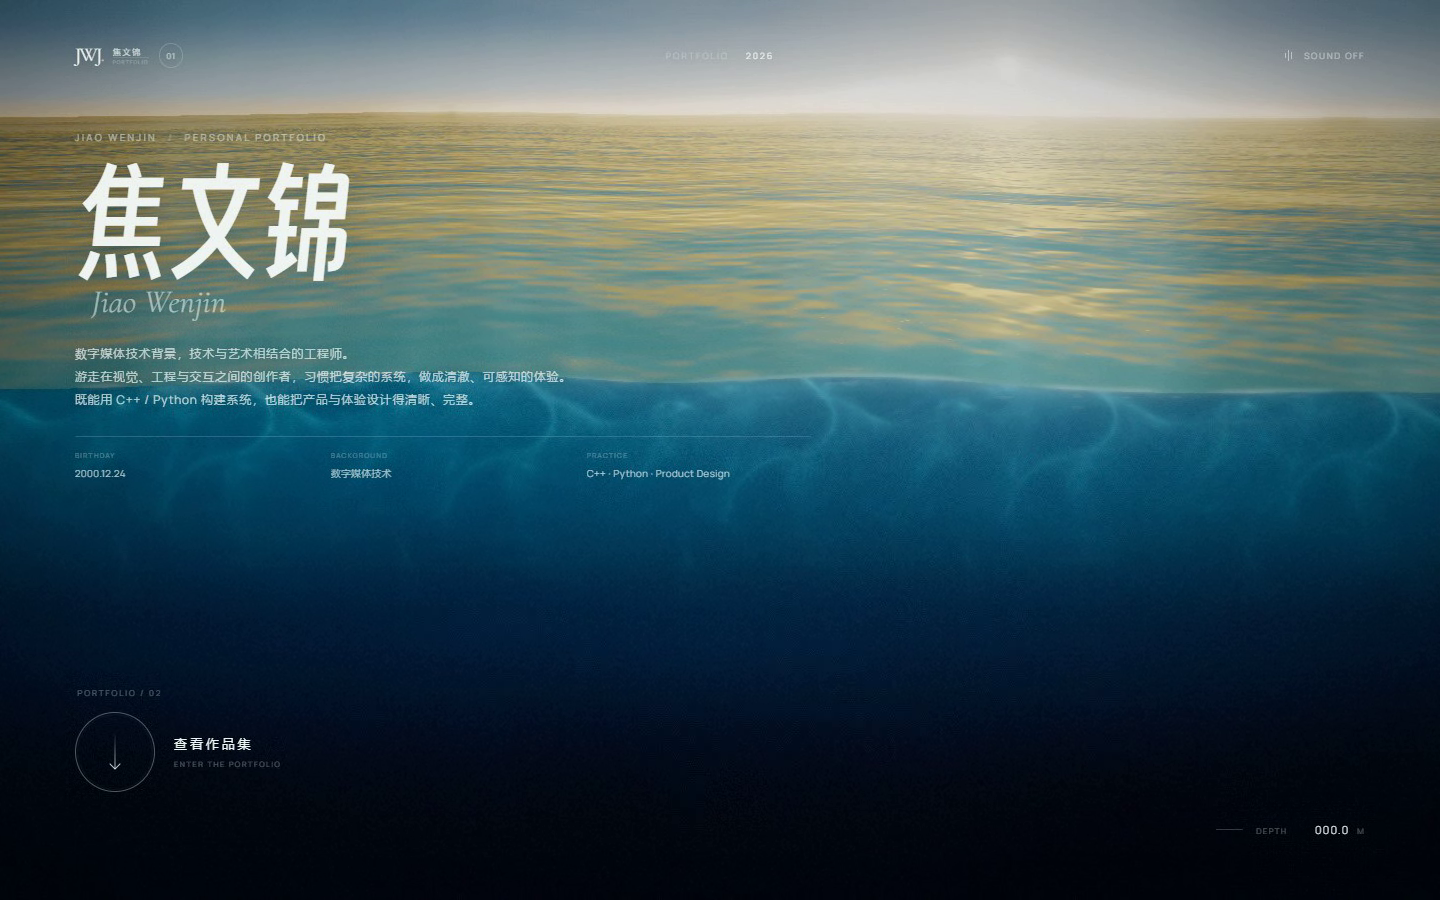 JWJ. 焦文锦 01
PORTFOLIO
PORTFOLIO 2026
SOUND OFF
JIAO WENJIN / PERSONAL PORTFOLIO
焦文锦
Jiao Wenjin
数字媒体技术背景，技术与艺术相结合的工程师。
游走在视觉、工程与交互之间的创作者，习惯把复杂的系统，做成清澈、可感知的体验。
既能用 C++ / Python 构建系统，也能把产品与体验设计得清晰、完整。
BIRTHDAY BACKGROUND PRACTICE
2000.12.24 数字媒体技术 C++ · Python · Product Design
PORTFOLIO / 02
查看作品集
ENTER THE PORTFOLIO
DEPTH 000.0 M